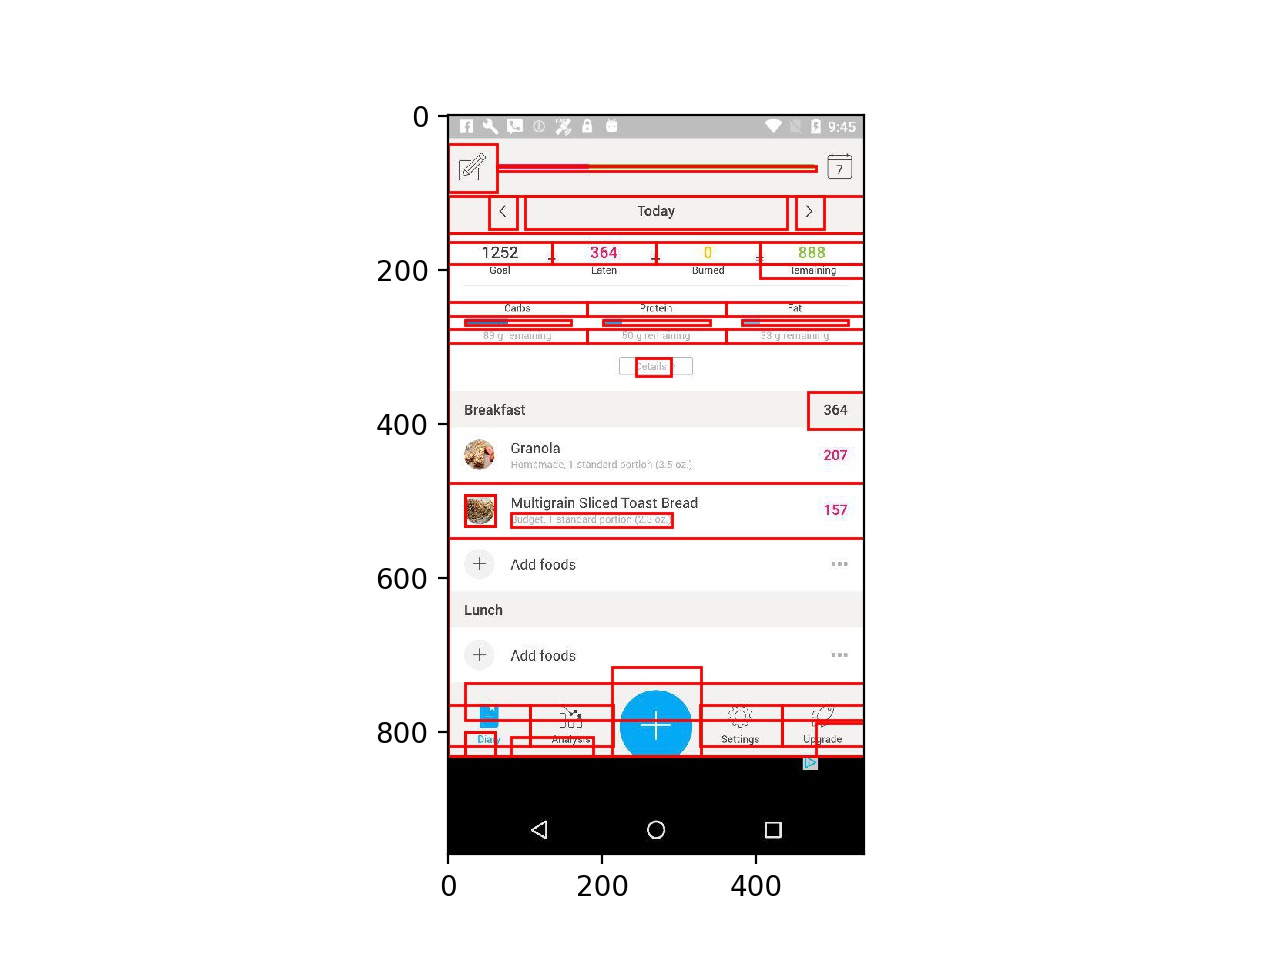 0
9:45
7
Today
200
1252 - 364 + 0 = 888
Goal Eaten Burned Remaining
Carbs Protein Fat
89 g remaining 50 g remaining 33 g remaining
Details
Breakfast 364
400
Granola 207
Homemade, 1 standard portion (3.5 oz.)
Multigrain Sliced Toast Bread 157
Budget, 1 standard portion (2.0 oz.)
600
Add foods
Lunch
Add foods
800
Diary Analysis Settings Upgrade
0 200 400